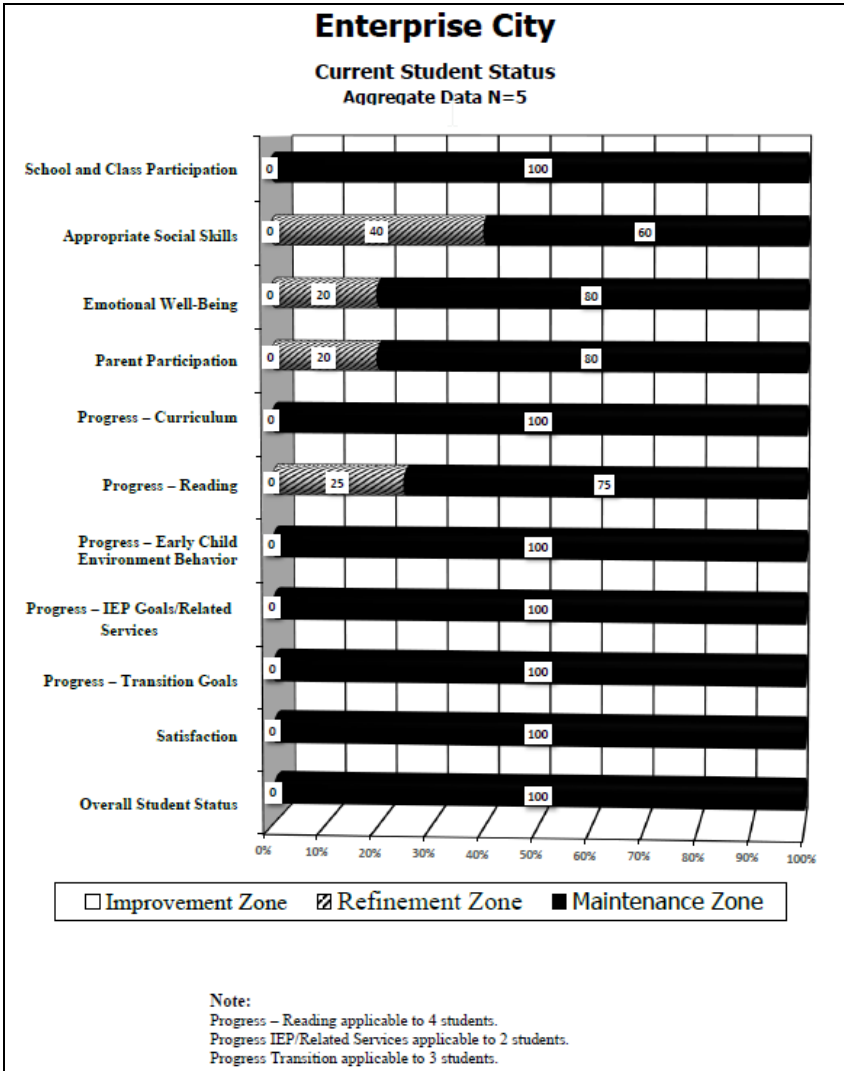 Enterprise City
Current Student Status
Aggregate Data N=5
School and Class Participation 0 100
Appropriate Social Skills 0 40 60
Emotional Well-Being 0 20 80
Parent Participation 0 20 80
Progress – Curriculum 0 100
Progress – Reading 0 25 75
Progress – Early Child
Environment Behavior 0 100
Progress – IEP Goals/Related
Services 0 100
Progress – Transition Goals 0 100
Satisfaction 0 100
Overall Student Status 0 100
0% 10% 20% 30% 40% 50% 60% 70% 80% 90% 100%
Improvement Zone Refinement Zone Maintenance Zone
Note:
Progress – Reading applicable to 4 students.
Progress IEP/Related Services applicable to 2 students.
Progress Transition applicable to 3 students.